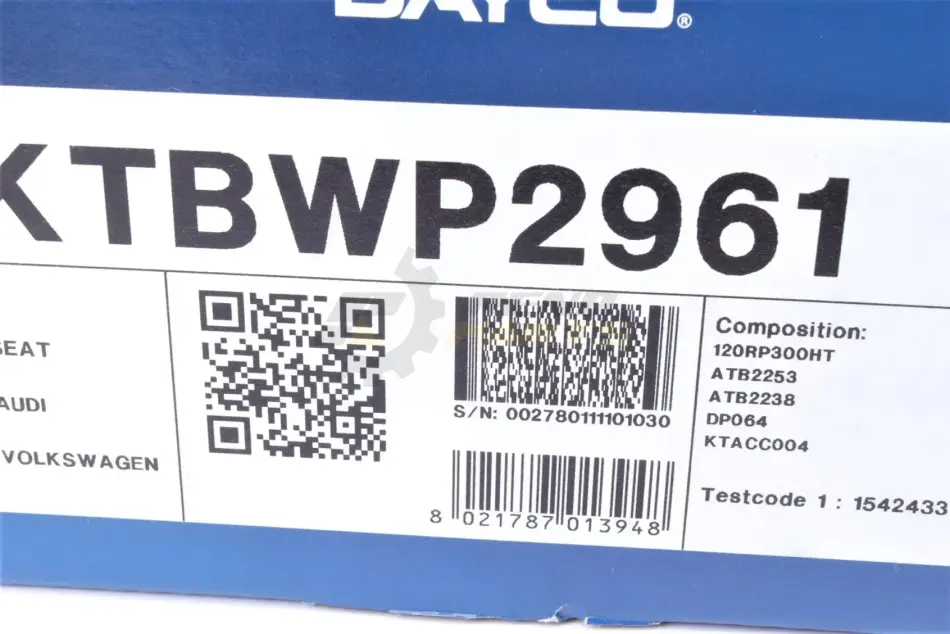 DAYCO®
KTBWP2961
SEAT
AUDI
VOLKSWAGEN
S/N: 002780111101030
8 021787 013948
Composition:
120RP300HT
ATB2253
ATB2238
DP064
KTACC004
Testcode 1 : 1542433